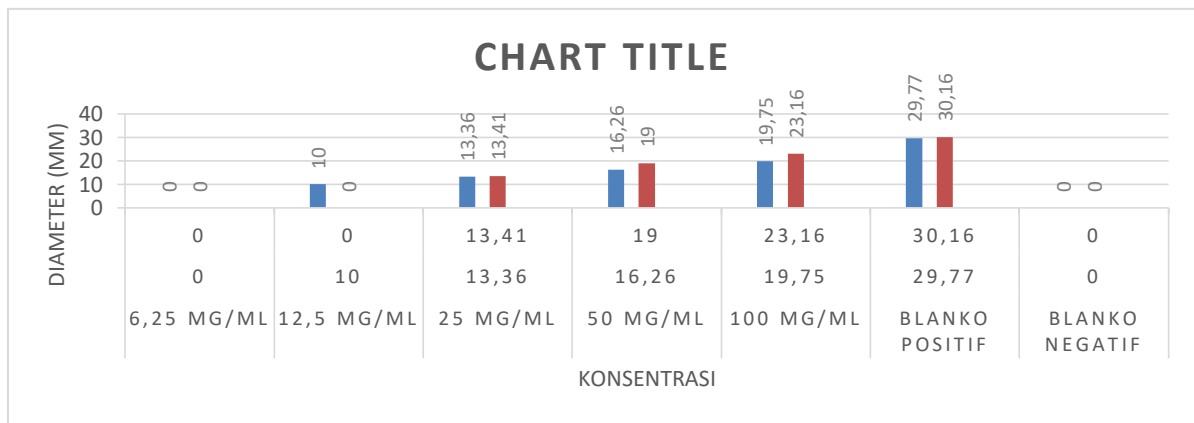 CHART TITLE
DIAMETER (MM)
40
30
20
10
0
0 0
10 0
13,36 13,41
16,26 19
19,75 23,16
29,77 30,16
0 0
0 0 13,41 19 23,16 30,16 0
0 10 13,36 16,26 19,75 29,77 0
6,25 MG/ML 12,5 MG/ML 25 MG/ML 50 MG/ML 100 MG/ML BLANKO POSITIF BLANKO NEGATIF
KONSENTRASI